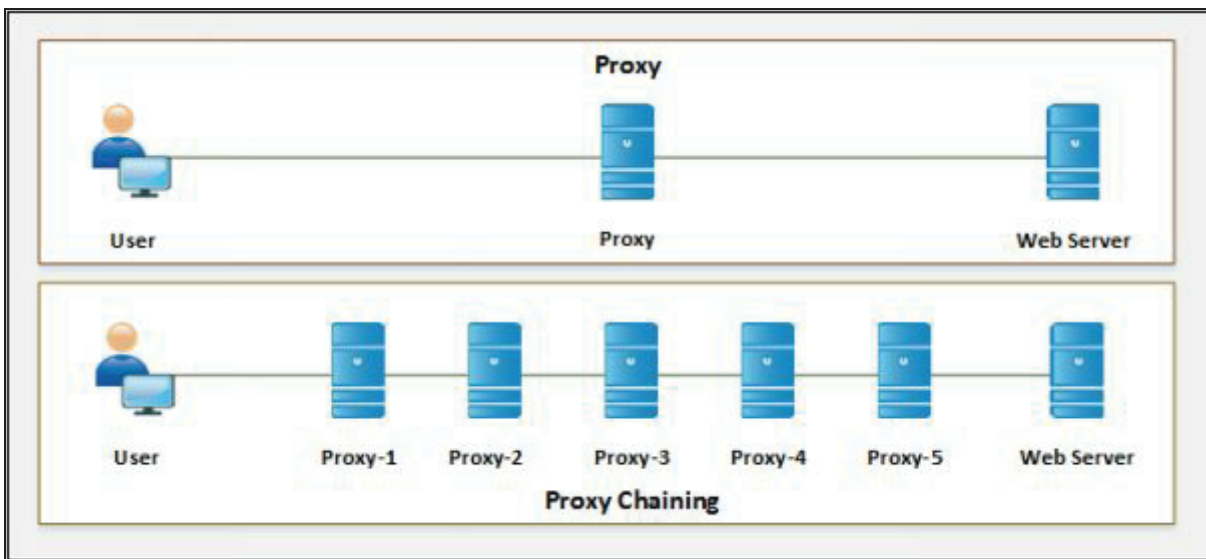 Proxy
User Proxy Web Server
User Proxy-1 Proxy-2 Proxy-3 Proxy-4 Proxy-5 Web Server
Proxy Chaining